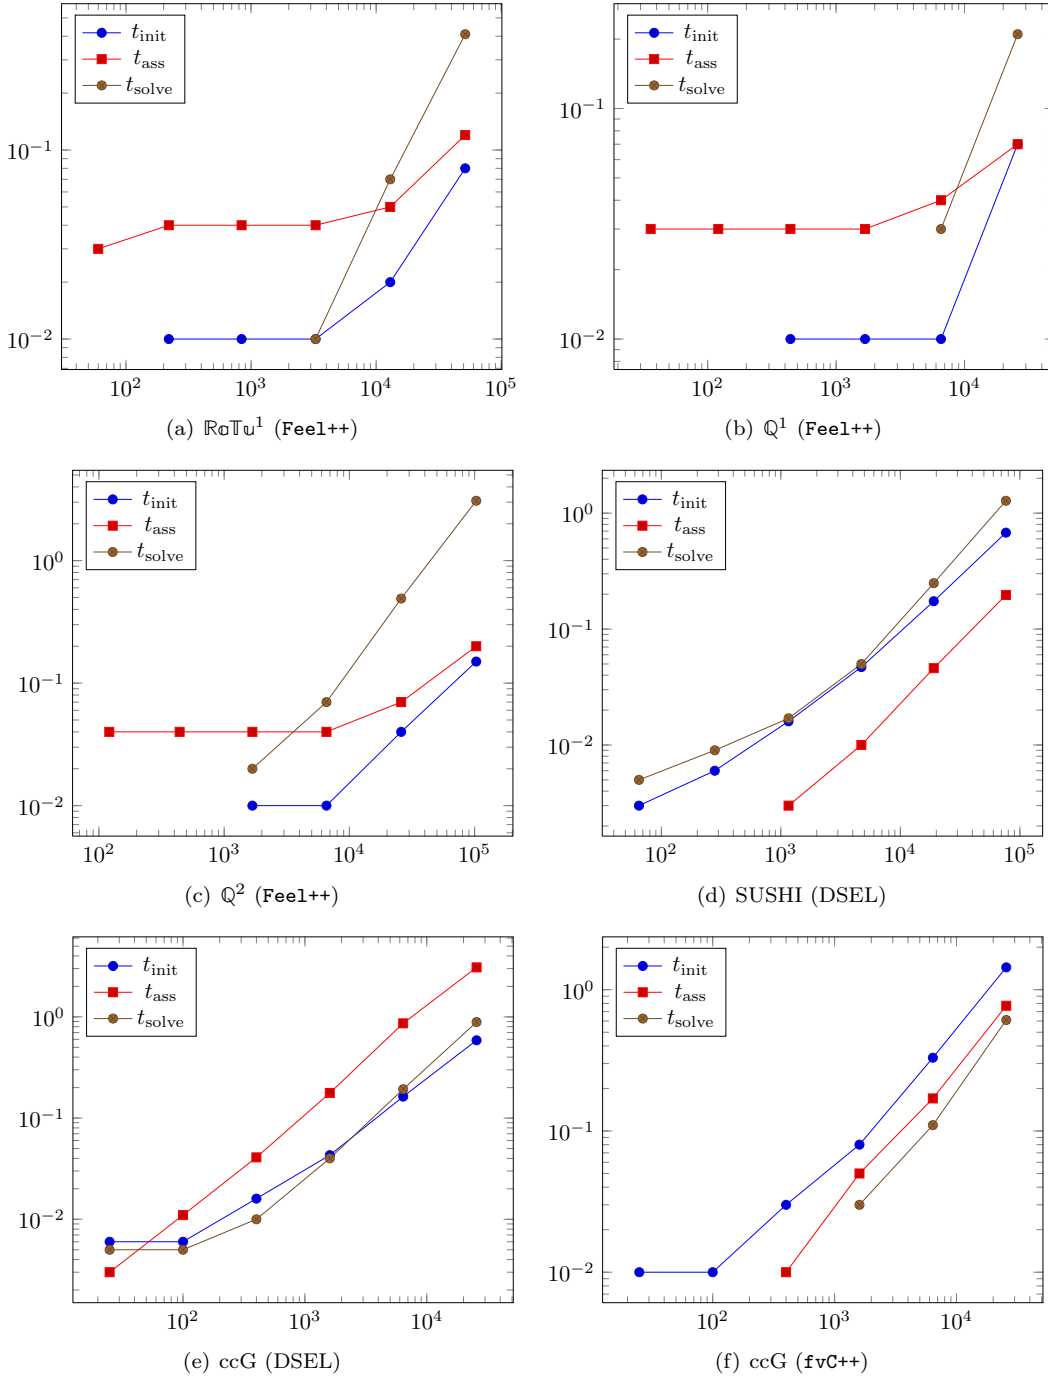 t_init
t_ass
t_solve
10^-1
10^-2
10^2 10^3 10^4 10^5
(a) ℝ𝕒𝕋𝕦^1 (Feel++)
t_init
t_ass
t_solve
10^-1
10^-2
10^2 10^3 10^4
(b) ℚ^1 (Feel++)
t_init
t_ass
t_solve
10^0
10^-1
10^-2
10^2 10^3 10^4 10^5
(c) ℚ^2 (Feel++)
t_init
t_ass
t_solve
10^0
10^-1
10^-2
10^2 10^3 10^4 10^5
(d) SUSHI (DSEL)
t_init
t_ass
t_solve
10^0
10^-1
10^-2
10^2 10^3 10^4
(e) ccG (DSEL)
t_init
t_ass
t_solve
10^0
10^-1
10^-2
10^2 10^3 10^4
(f) ccG (fvC++)